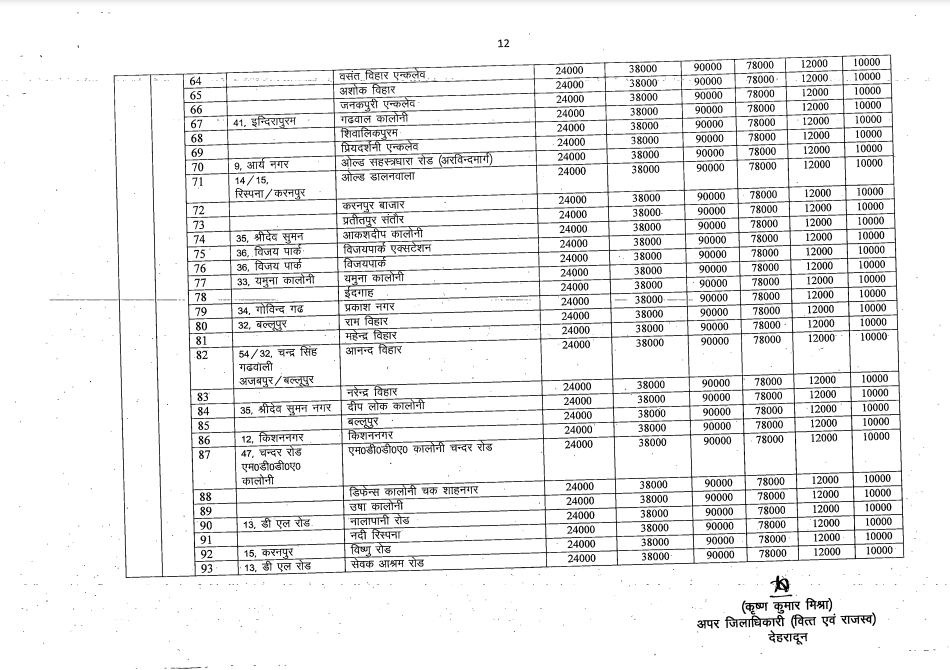 12
64 वसंत विहार एन्कलेव 24000 38000 90000 78000 12000 10000
65 अशोक विहार 24000 38000 90000 78000 12000 10000
66 जनकपुरी एन्कलेव 24000 38000 90000 78000 12000 10000
67 41, इन्दिरापुरम गढवाल कालोनी 24000 38000 90000 78000 12000 10000
68 शिवालिकपुरम 24000 38000 90000 78000 12000 10000
69 प्रियदर्शनी एन्कलेव 24000 38000 90000 78000 12000 10000
70 9, आर्य नगर ओल्ड सहस्त्रधारा रोड (अरविन्दमार्ग) 24000 38000 90000 78000 12000 10000
71 14/15, ओल्ड डालनवाला 24000 38000 90000 78000 12000 10000
रिस्पना/करनपुर
72 करनपुर बाजार 24000 38000 90000 78000 12000 10000
73 प्रतीतपुर संतौर 24000 38000 90000 78000 12000 10000
74 35, श्रीदेव सुमन आकाशदीप कालोनी 24000 38000 90000 78000 12000 10000
75 36, विजय पार्क विजयपार्क एक्सटेशन 24000 38000 90000 78000 12000 10000
76 36, विजय पार्क विजयपार्क 24000 38000 90000 78000 12000 10000
77 33, यमुना कालोनी यमुना कालोनी 24000 38000 90000 78000 12000 10000
78 ईदगाह 24000 38000 90000 78000 12000 10000
79 34, गोविन्द गढ प्रकाश नगर 24000 38000 90000 78000 12000 10000
80 32, बल्लूपुर राम विहार 24000 38000 90000 78000 12000 10000
81 महेन्द्र विहार 24000 38000 90000 78000 12000 10000
82 54/32, चन्द्र सिंह आनन्द विहार 24000 38000 90000 78000 12000 10000
गढवाली
अजबपुर/बल्लूपुर
83 नरेन्द्र विहार 24000 38000 90000 78000 12000 10000
84 35, श्रीदेव सुमन नगर दीप लोक कालोनी 24000 38000 90000 78000 12000 10000
85 बल्लूपुर 24000 38000 90000 78000 12000 10000
86 12, किशननगर किशननगर 24000 38000 90000 78000 12000 10000
87 47, चन्दर रोड एम0डी0डी0ए0 कालोनी चन्दर रोड 24000 38000 90000 78000 12000 10000
एम0डी0डी0ए0
कालोनी
88 डिफेन्स कालोनी चक शाहनगर 24000 38000 90000 78000 12000 10000
89 उषा कालोनी 24000 38000 90000 78000 12000 10000
90 13, डी एल रोड नालापानी रोड 24000 38000 90000 78000 12000 10000
91 नदी रिस्पना 24000 38000 90000 78000 12000 10000
92 15, करनपुर विष्णु रोड 24000 38000 90000 78000 12000 10000
93 13, डी एल रोड सेवक आश्रम रोड 24000 38000 90000 78000 12000 10000
(कृष्ण कुमार मिश्रा)
अपर जिलाधिकारी (वित्त एवं राजस्व)
देहरादून